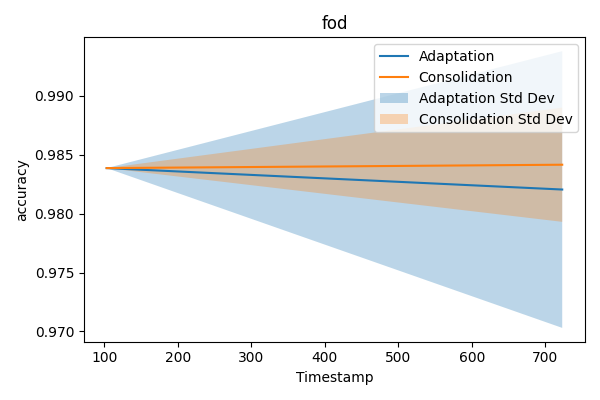 fod
Adaptation
Consolidation
Adaptation Std Dev
Consolidation Std Dev
0.990
0.985
0.980
0.975
0.970
accuracy
100 200 300 400 500 600 700
Timestamp